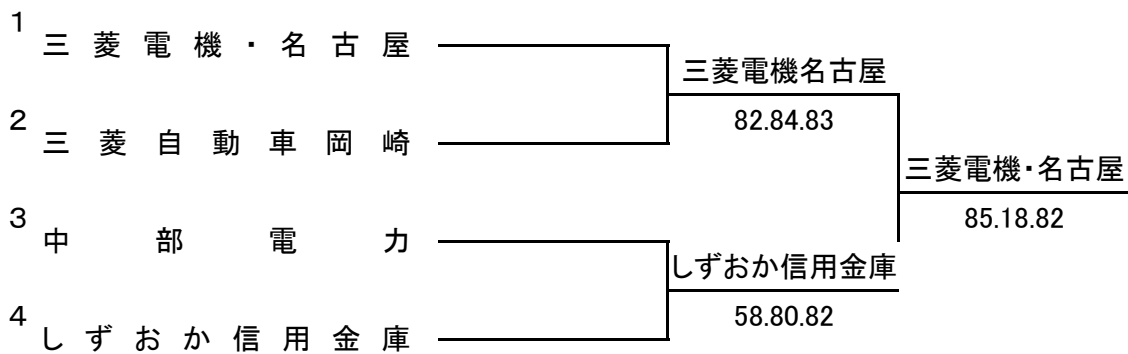 1 三菱電機・名古屋
三菱電機名古屋
82.84.83
2 三菱自動車岡崎
三菱電機・名古屋
85.18.82
3 中部電力
しずおか信用金庫
58.80.82
4 しずおか信用金庫